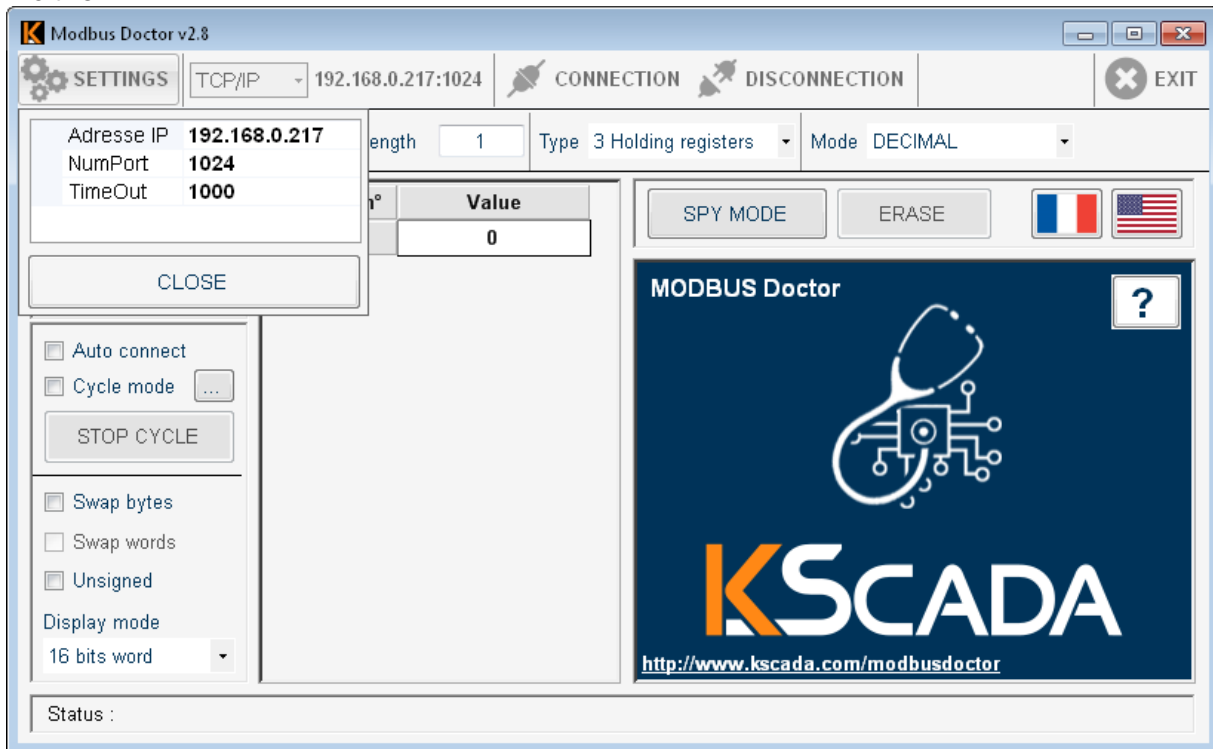 Modbus Doctor v2.8
SETTINGS TCP/IP 192.168.0.217:1024 CONNECTION DISCONNECTION EXIT
Adresse IP 192.168.0.217
NumPort 1024
TimeOut 1000
CLOSE
1 Type 3 Holding registers Mode DECIMAL
Value
0
SPY MODE ERASE
MODBUS Doctor
?
Auto connect
Cycle mode ...
STOP CYCLE
Swap bytes
Swap words
Unsigned
Display mode
16 bits word
KSCADA
http://www.kscada.com/modbusdoctor
Status :